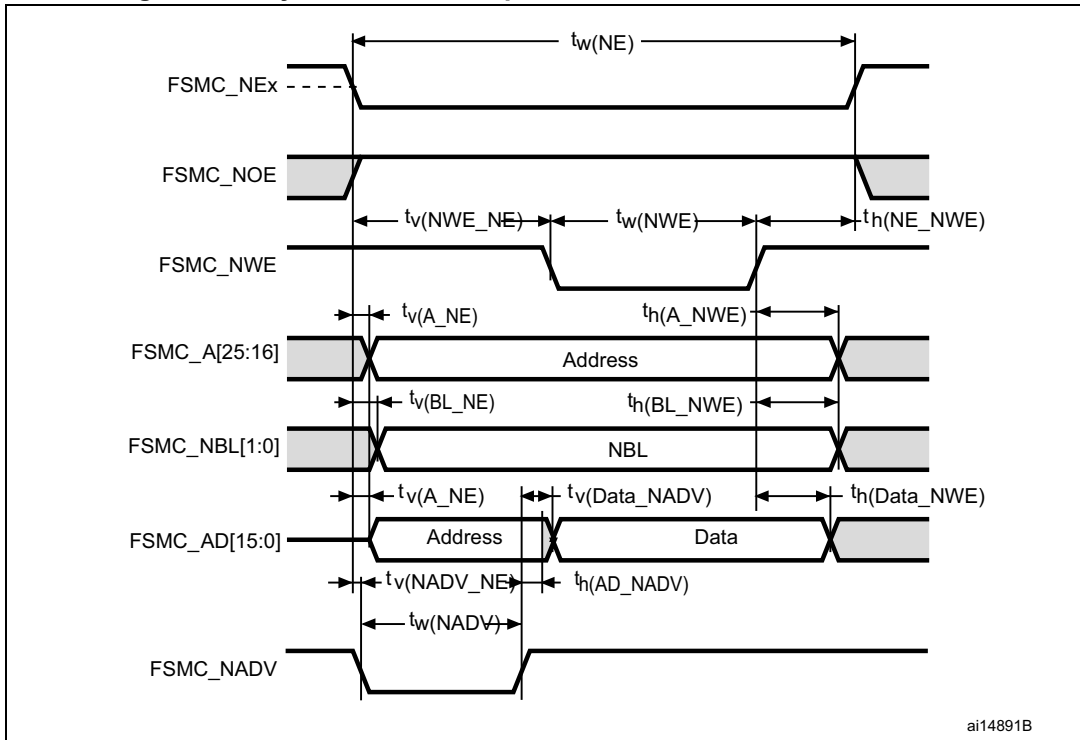 tw(NE)
FSMC_NEx
FSMC_NOE
tv(NWE_NE)
tw(NWE)
th(NE_NWE)
FSMC_NWE
tv(A_NE)
th(A_NWE)
FSMC_A[25:16]
Address
tv(BL_NE)
th(BL_NWE)
FSMC_NBL[1:0]
NBL
tv(A_NE)
tv(Data_NADV)
th(Data_NWE)
FSMC_AD[15:0]
Address
Data
tv(NADV_NE)
th(AD_NADV)
tw(NADV)
FSMC_NADV
ai14891B